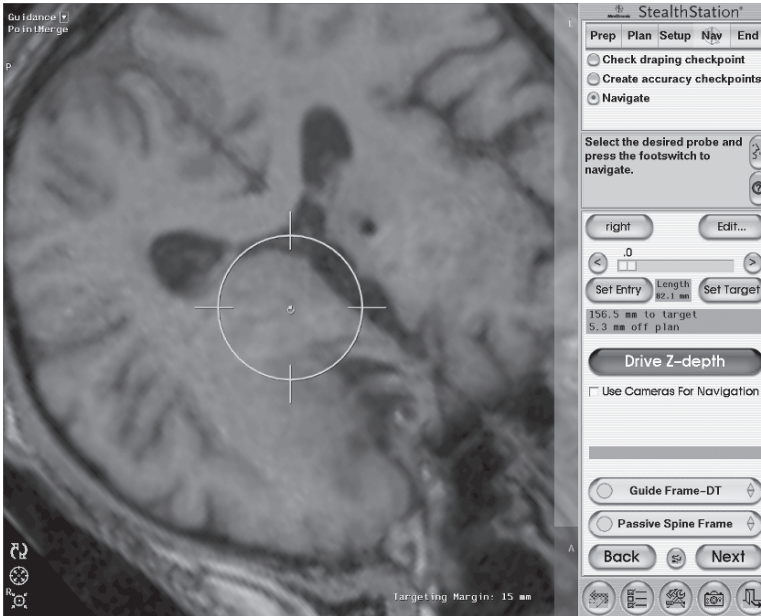 Guidance
PointMerge
L
P
A
R
Targeting Margin: 15 mm
Medtronic
StealthStation®
Prep Plan Setup Nav End
Check draping checkpoint
Create accuracy checkpoints
Navigate
Select the desired probe and
press the footswitch to
navigate.
?
right Edit...
.0
< >
Set Entry Length Set Target
82.1 mm
156.5 mm to target
5.3 mm off plan
Drive Z-depth
Use Cameras For Navigation
Guide Frame-DT
Passive Spine Frame
Back Next